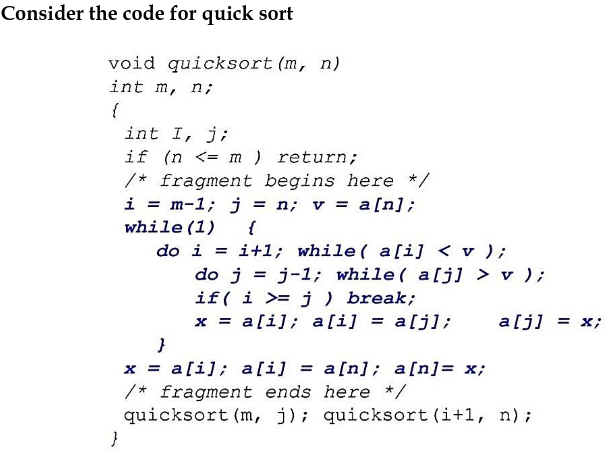 Consider the code for quick sort
void quicksort(m, n)
int m, n;
{
int I, j;
if (n <= m ) return;
/* fragment begins here */
i = m-1; j = n; v = a[n];
while(1) {
do i = i+1; while( a[i] < v );
do j = j-1; while( a[j] > v );
if( i >= j ) break;
x = a[i]; a[i] = a[j]; a[j] = x;
}
x = a[i]; a[i] = a[n]; a[n]= x;
/* fragment ends here */
quicksort(m, j); quicksort(i+1, n);
}